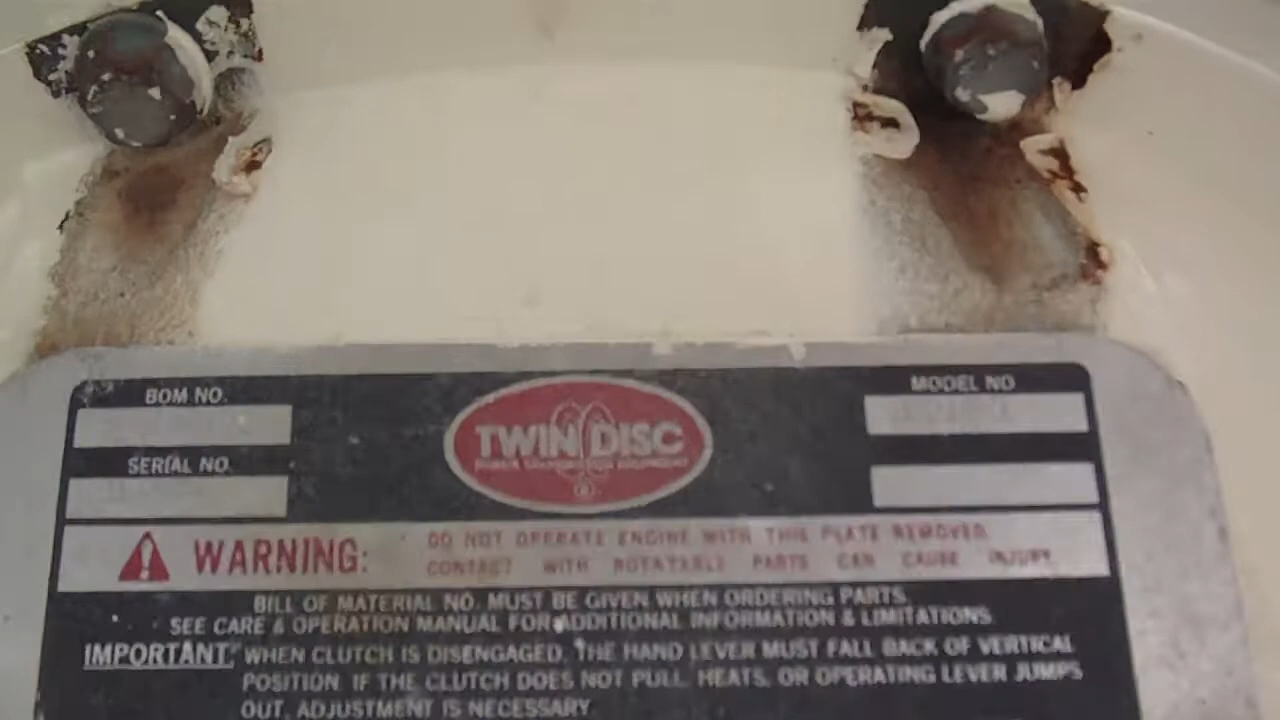 BOM NO.
MODEL NO
TWIN DISC
SERIAL NO.
WARNING: DO NOT OPERATE ENGINE WITH THIS PLATE REMOVED.
CONTACT WITH ROTATABLE PARTS CAN CAUSE INJURY.
BILL OF MATERIAL NO. MUST BE GIVEN WHEN ORDERING PARTS.
SEE CARE & OPERATION MANUAL FOR ADDITIONAL INFORMATION & LIMITATIONS.
IMPORTANT: WHEN CLUTCH IS DISENGAGED, THE HAND LEVER MUST FALL BACK OF VERTICAL
POSITION. IF THE CLUTCH DOES NOT PULL, HEATS, OR OPERATING LEVER JUMPS
OUT, ADJUSTMENT IS NECESSARY.